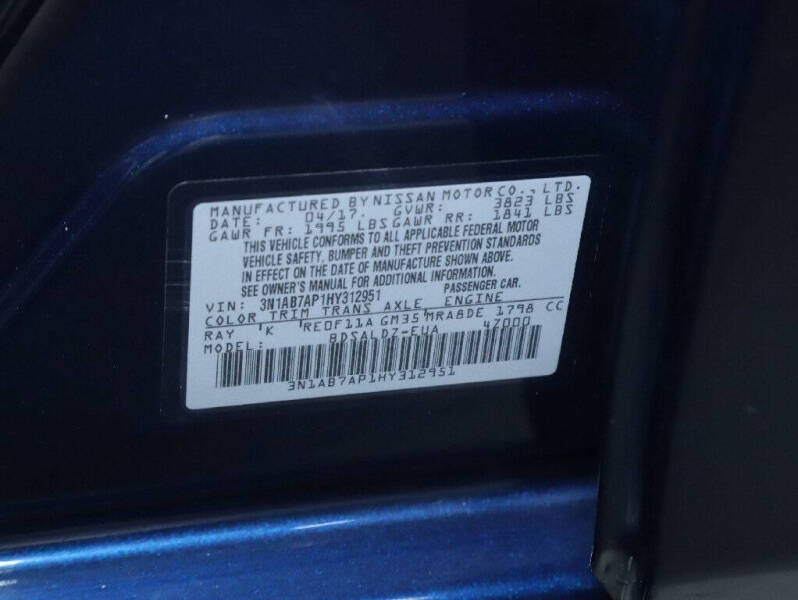 MANUFACTURED BY NISSAN MOTOR CO., LTD.
DATE: 04/17. GVWR: 3823 LBS
GAWR FR: 1995 LBS GAWR RR: 1841 LBS
THIS VEHICLE CONFORMS TO ALL APPLICABLE FEDERAL MOTOR
VEHICLE SAFETY, BUMPER AND THEFT PREVENTION STANDARDS
IN EFFECT ON THE DATE OF MANUFACTURE SHOWN ABOVE.
SEE OWNER'S MANUAL FOR ADDITIONAL INFORMATION.
VIN: 3N1AB7AP1HY312951 PASSENGER CAR.
COLOR TRIM TRANS AXLE ENGINE
RAY K RE0F11A GM35 MRA8DE 1798 CC
MODEL: BDSALDZ-EUA 4Z000
3N1AB7AP1HY312951